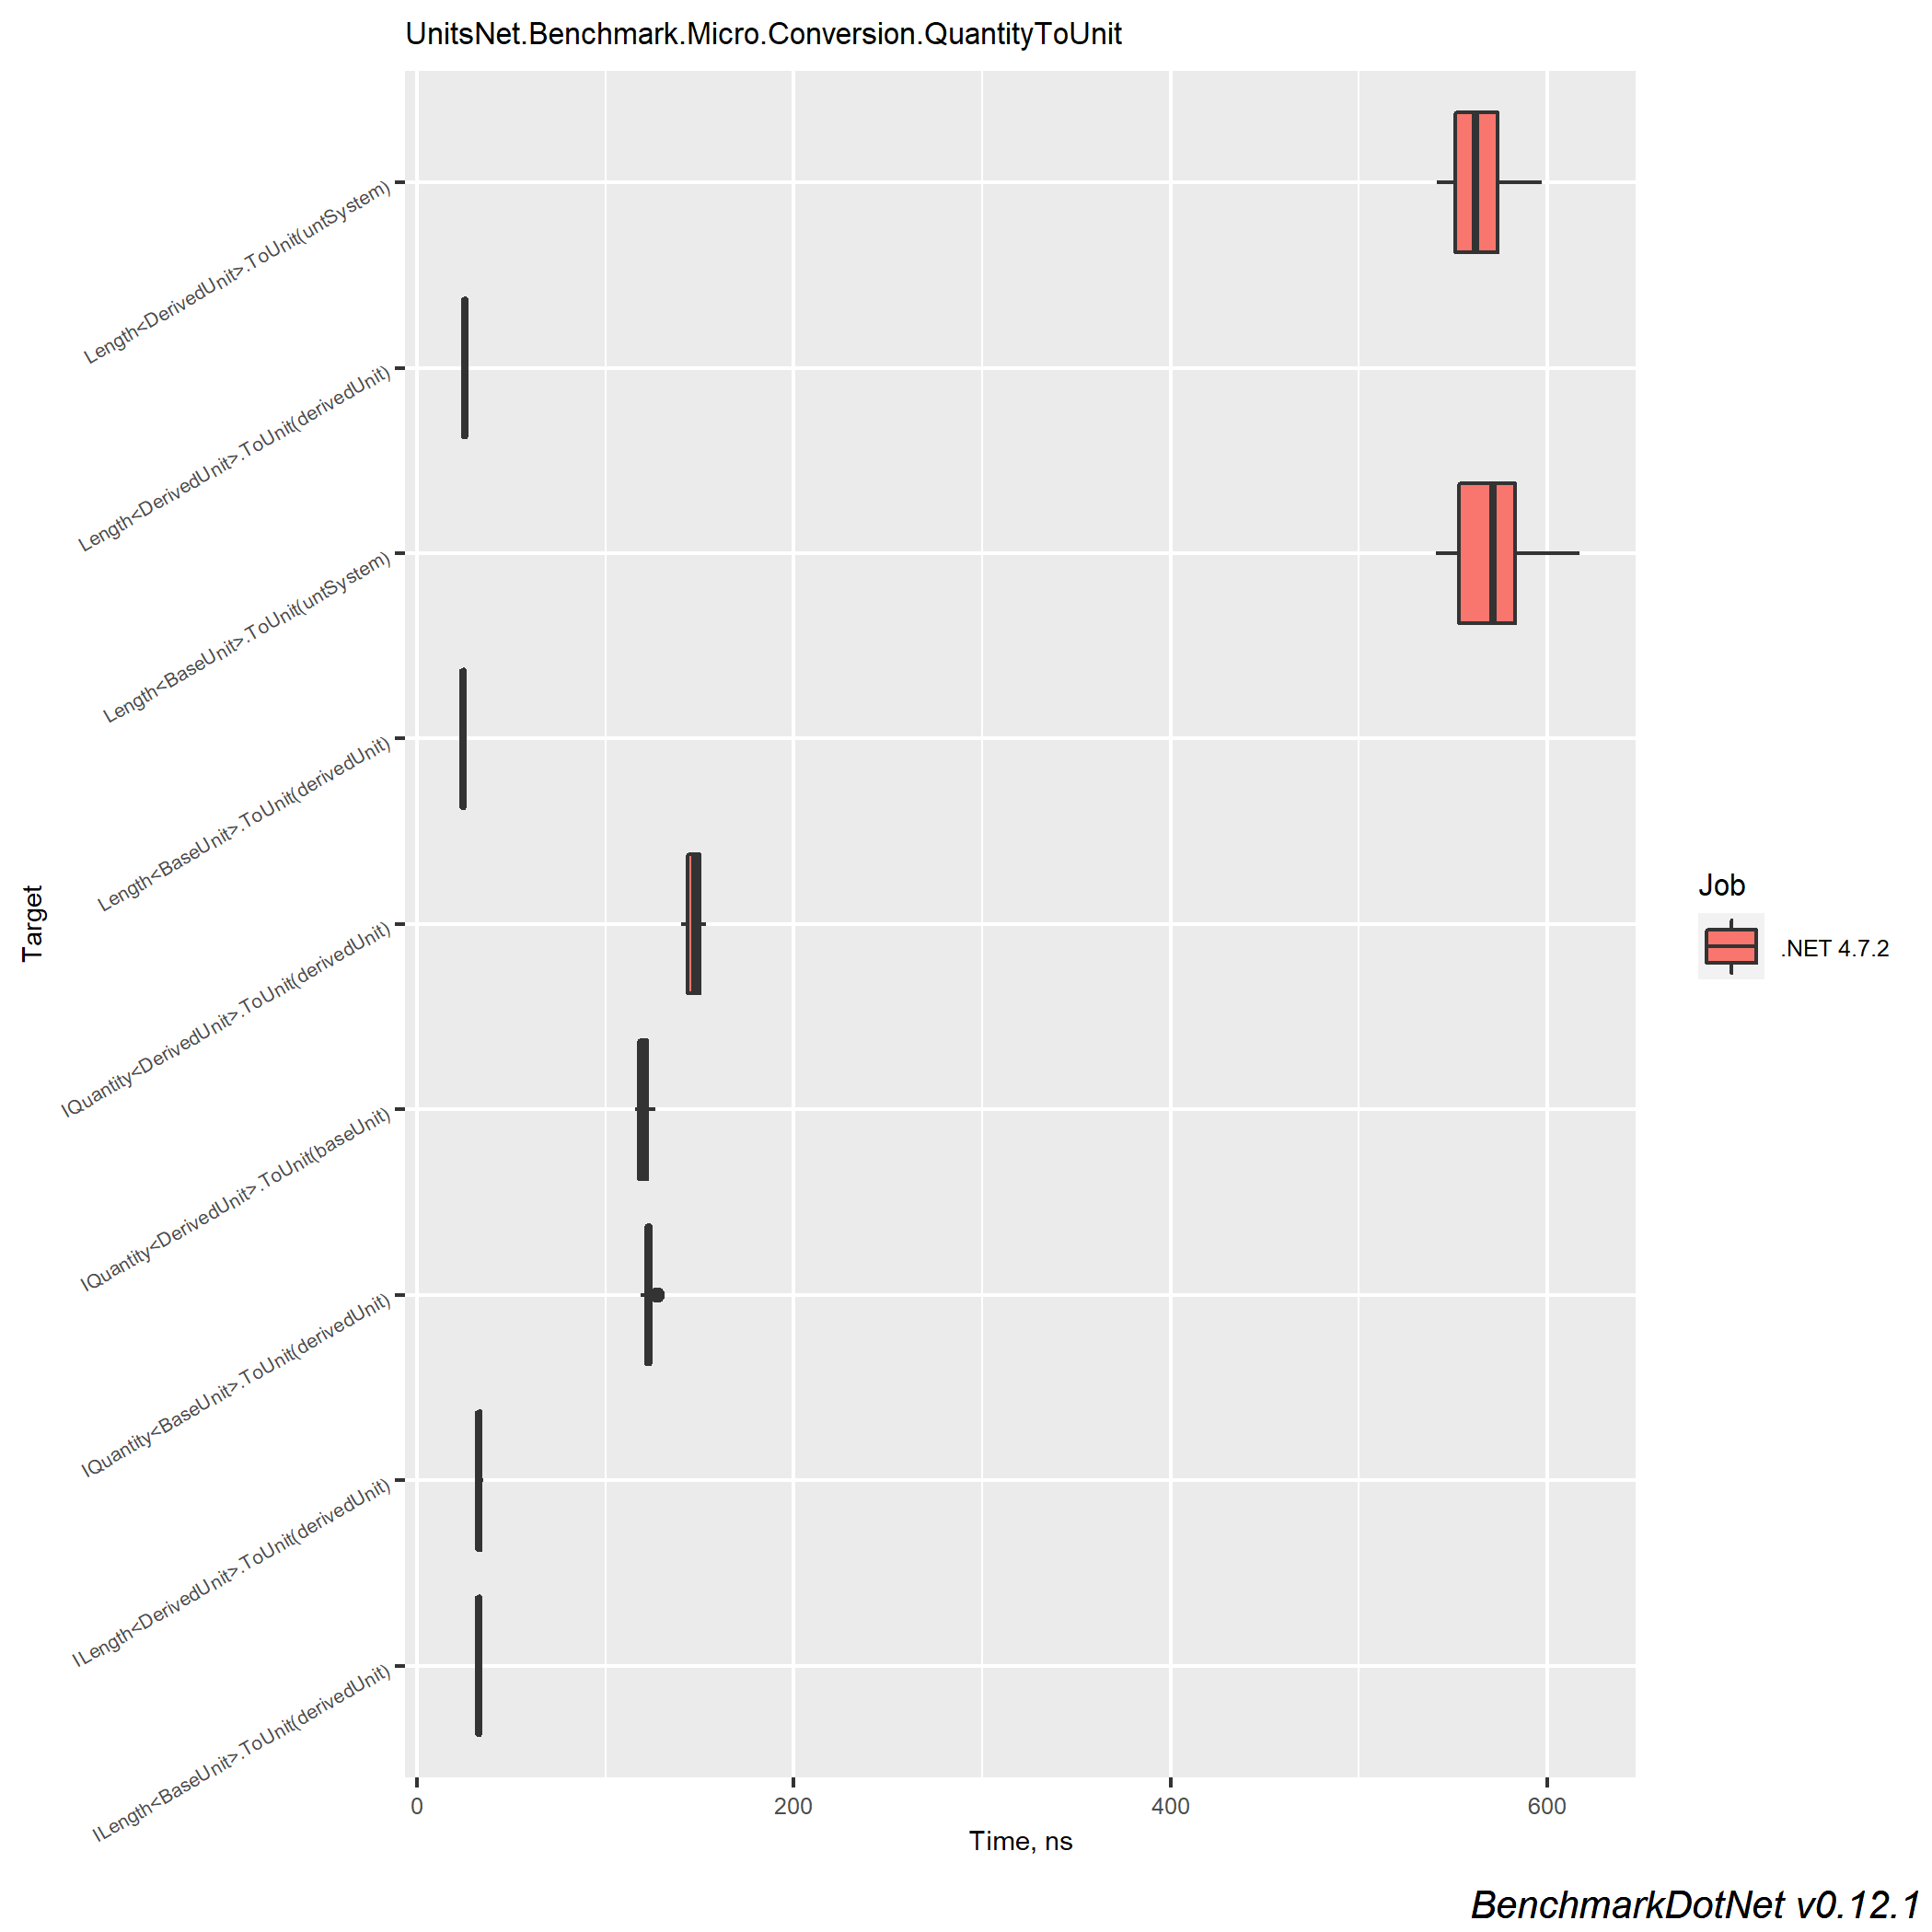 UnitsNet.Benchmark.Micro.Conversion.QuantityToUnit
Length<DerivedUnit>.ToUnit(untSystem)
Length<DerivedUnit>.ToUnit(derivedUnit)
Length<BaseUnit>.ToUnit(untSystem)
Length<BaseUnit>.ToUnit(derivedUnit)
IQuantity<DerivedUnit>.ToUnit(derivedUnit)
IQuantity<DerivedUnit>.ToUnit(baseUnit)
IQuantity<BaseUnit>.ToUnit(derivedUnit)
ILength<DerivedUnit>.ToUnit(derivedUnit)
ILength<BaseUnit>.ToUnit(derivedUnit)
Target
0 200 400 600
Time, ns
Job
.NET 4.7.2
BenchmarkDotNet v0.12.1